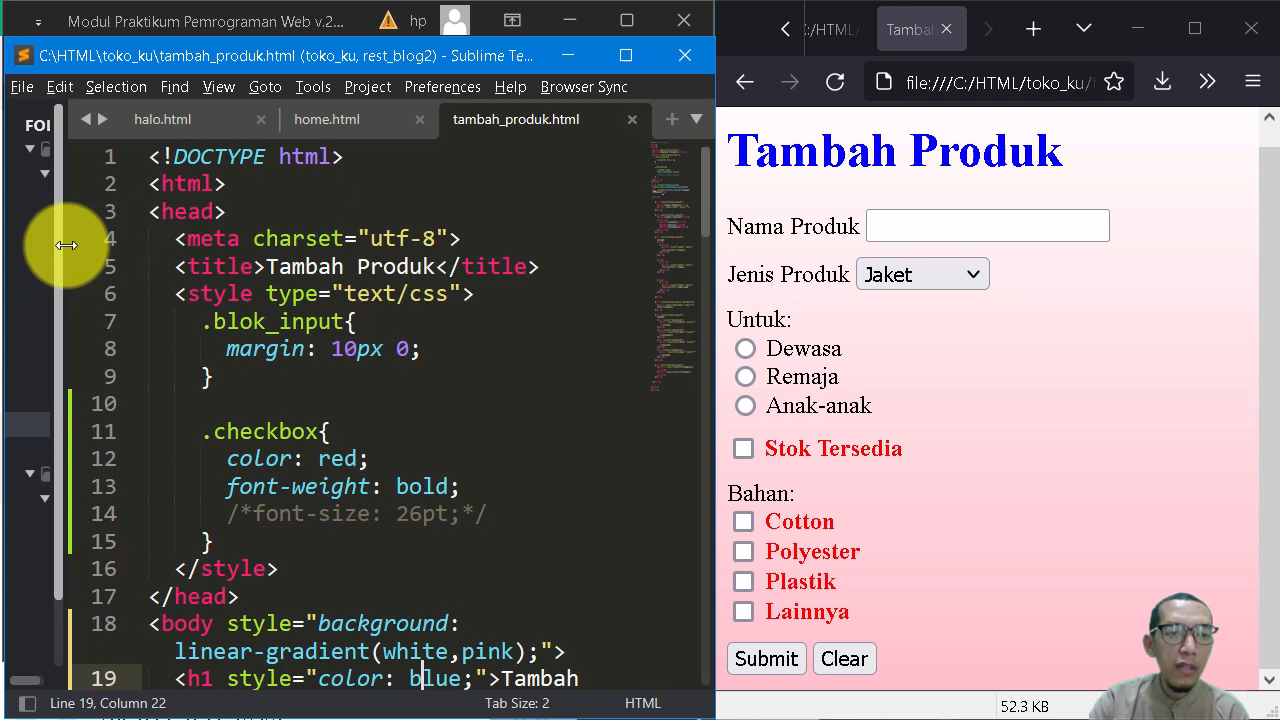 Modul Praktikum Pemrograman Web v.2...
hp
C:\HTML\toko_ku\tambah_produk.html (toko_ku, rest_blog2) - Sublime Te...
File Edit Selection Find View Goto Tools Project Preferences Help Browser Sync
FOL
halo.html
home.html
tambah_produk.html
1 <!DOCTYPE html>
2 <html>
3 <head>
4 <meta charset="utf-8">
5 <title>Tambah Produk</title>
6 <style type="text/css">
7 .blok_input{
8 margin: 10px 0;
9 }
10
11 .checkbox{
12 color: red;
13 font-weight: bold;
14 /*font-size: 26pt;*/
15 }
16 </style>
17 </head>
18 <body style="background:
linear-gradient(white,pink);">
19 <h1 style="color: blue;">Tambah
Line 19, Column 22
Tab Size: 2
HTML
:/HTML/
Tambah
file:///C:/HTML/toko_ku/
Tambah Produk
Nama Produk
Jenis Produk Jaket
Untuk:
Dewasa
Remaja
Anak-anak
Stok Tersedia
Bahan:
Cotton
Polyester
Plastik
Lainnya
Submit Clear
52.3 KB